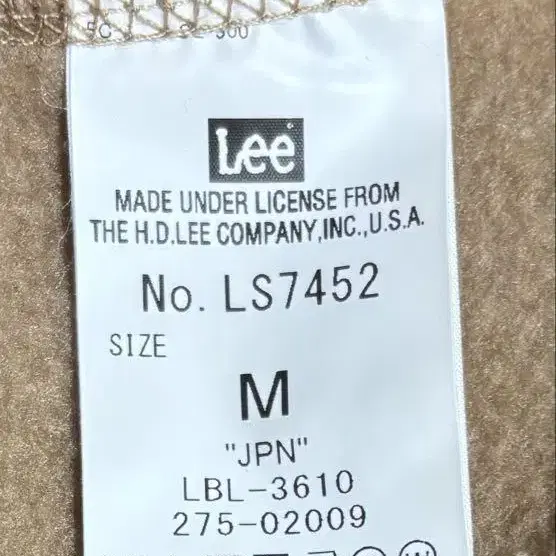 Lee
MADE UNDER LICENSE FROM
THE H.D.LEE COMPANY,INC.,U.S.A.
No. LS7452
SIZE
M
"JPN"
LBL-3610
275-02009